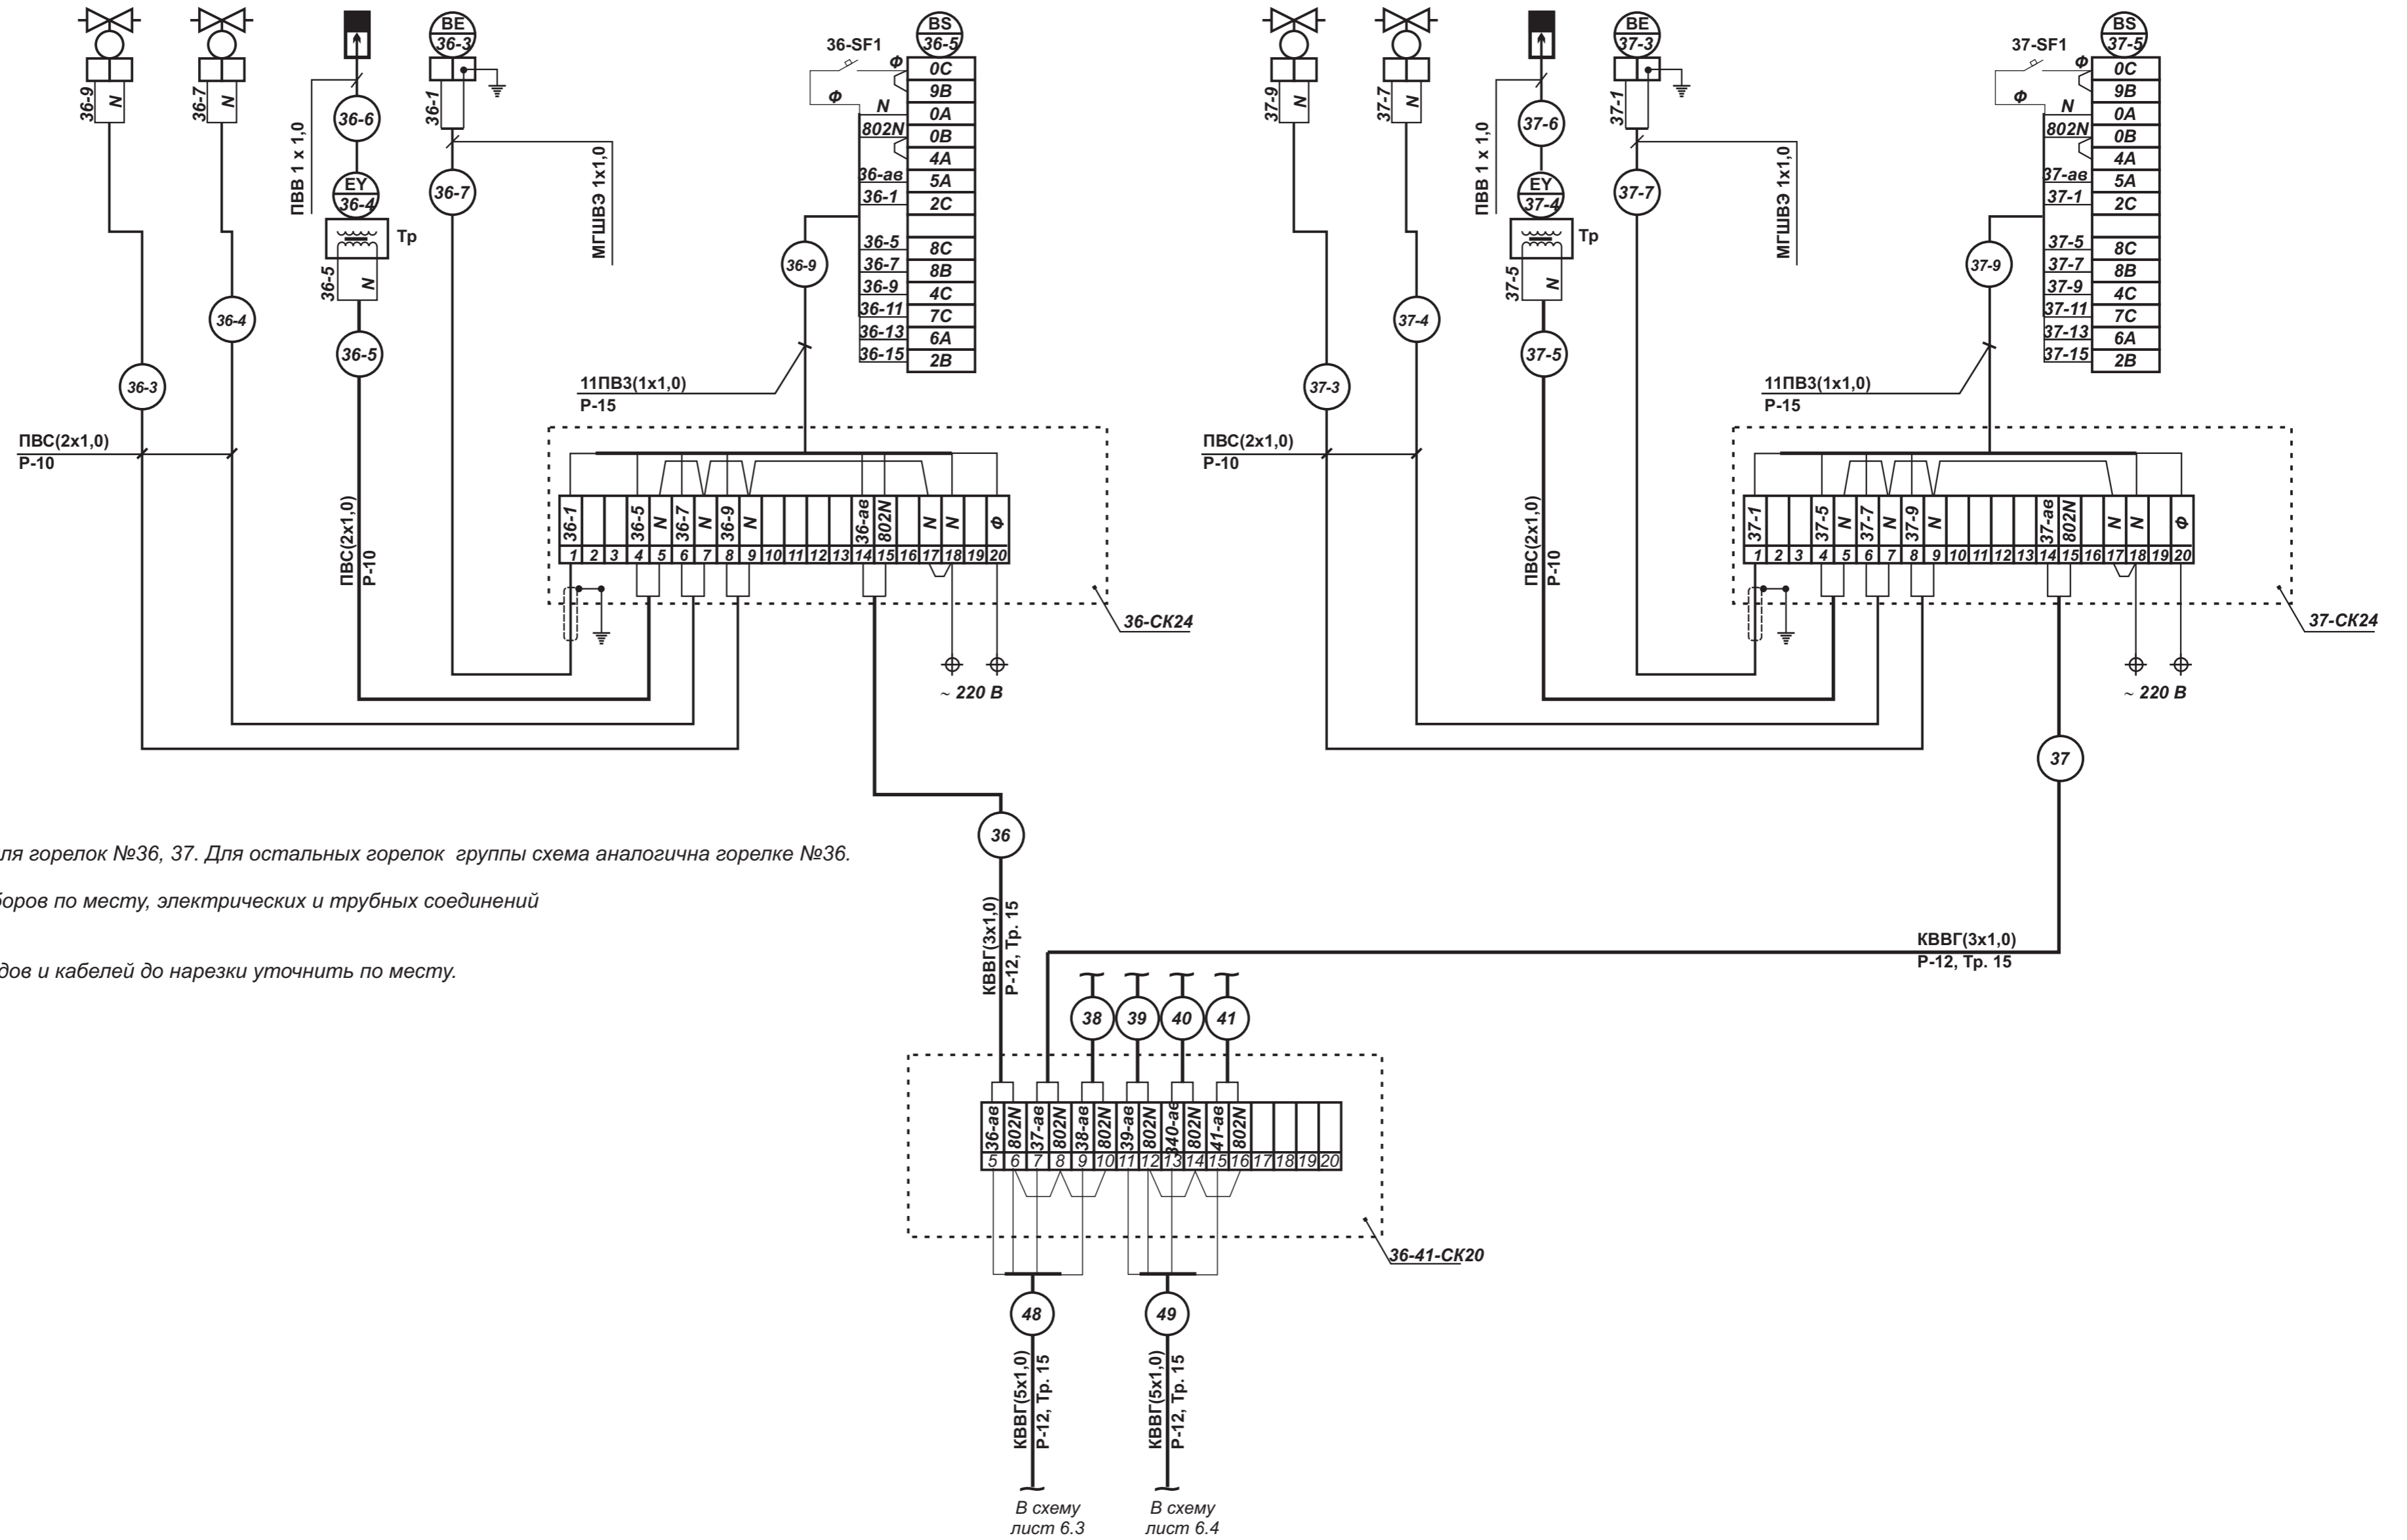 36-9
N
36-7
N
ПВВ 1 x 1,0
36-6
EY
36-4
Тр
36-5
N
36-5
BE
36-3
36-1
36-7
МГШВЭ 1x1,0
36-SF1
Ф
Ф
BS
36-5
0C
9B
N 0A
802N 0B
4A
36-ав 5A
36-1 2C
36-5 8C
36-7 8B
36-9 4C
36-11 7C
36-13 6A
36-15 2B
36-9
36-4
36-3
11ПВ3(1x1,0)
Р-15
ПВС(2x1,0)
Р-10
ПВС(2x1,0)
Р-10
36-1 36-5 N 36-7 N 36-9 N 36-ав 802N N N Ф
1 2 3 4 5 6 7 8 9 10 11 12 13 14 15 16 17 18 19 20
36-СК24
~ 220 В
37-9
N
37-7
N
ПВВ 1 x 1,0
37-6
EY
37-4
Тр
37-5
N
37-5
BE
37-3
37-1
37-7
МГШВЭ 1x1,0
37-SF1
Ф
Ф
BS
37-5
0C
9B
N 0A
802N 0B
4A
37-ав 5A
37-1 2C
37-5 8C
37-7 8B
37-9 4C
37-11 7C
37-13 6A
37-15 2B
37-9
37-4
37-3
11ПВ3(1x1,0)
Р-15
ПВС(2x1,0)
Р-10
ПВС(2x1,0)
Р-10
37-1 37-5 N 37-7 N 37-9 N 37-ав 802N N N Ф
1 2 3 4 5 6 7 8 9 10 11 12 13 14 15 16 17 18 19 20
37-СК24
~ 220 В
37
36
ля горелок №36, 37. Для остальных горелок группы схема аналогична горелке №36.
боров по месту, электрических и трубных соединений
дов и кабелей до нарезки уточнить по месту.
КВВГ(3x1,0)
Р-12, Тр. 15
КВВГ(3x1,0)
Р-12, Тр. 15
38 39 40 41
36-ав 802N 37-ав 802N 38-ав 802N 39-ав 802N 340-ав 802N 41-ав 802N
5 6 7 8 9 10 11 12 13 14 15 16 17 18 19 20
36-41-СК20
48
49
КВВГ(5x1,0)
Р-12, Тр. 15
КВВГ(5x1,0)
Р-12, Тр. 15
В схему
лист 6.3
В схему
лист 6.4